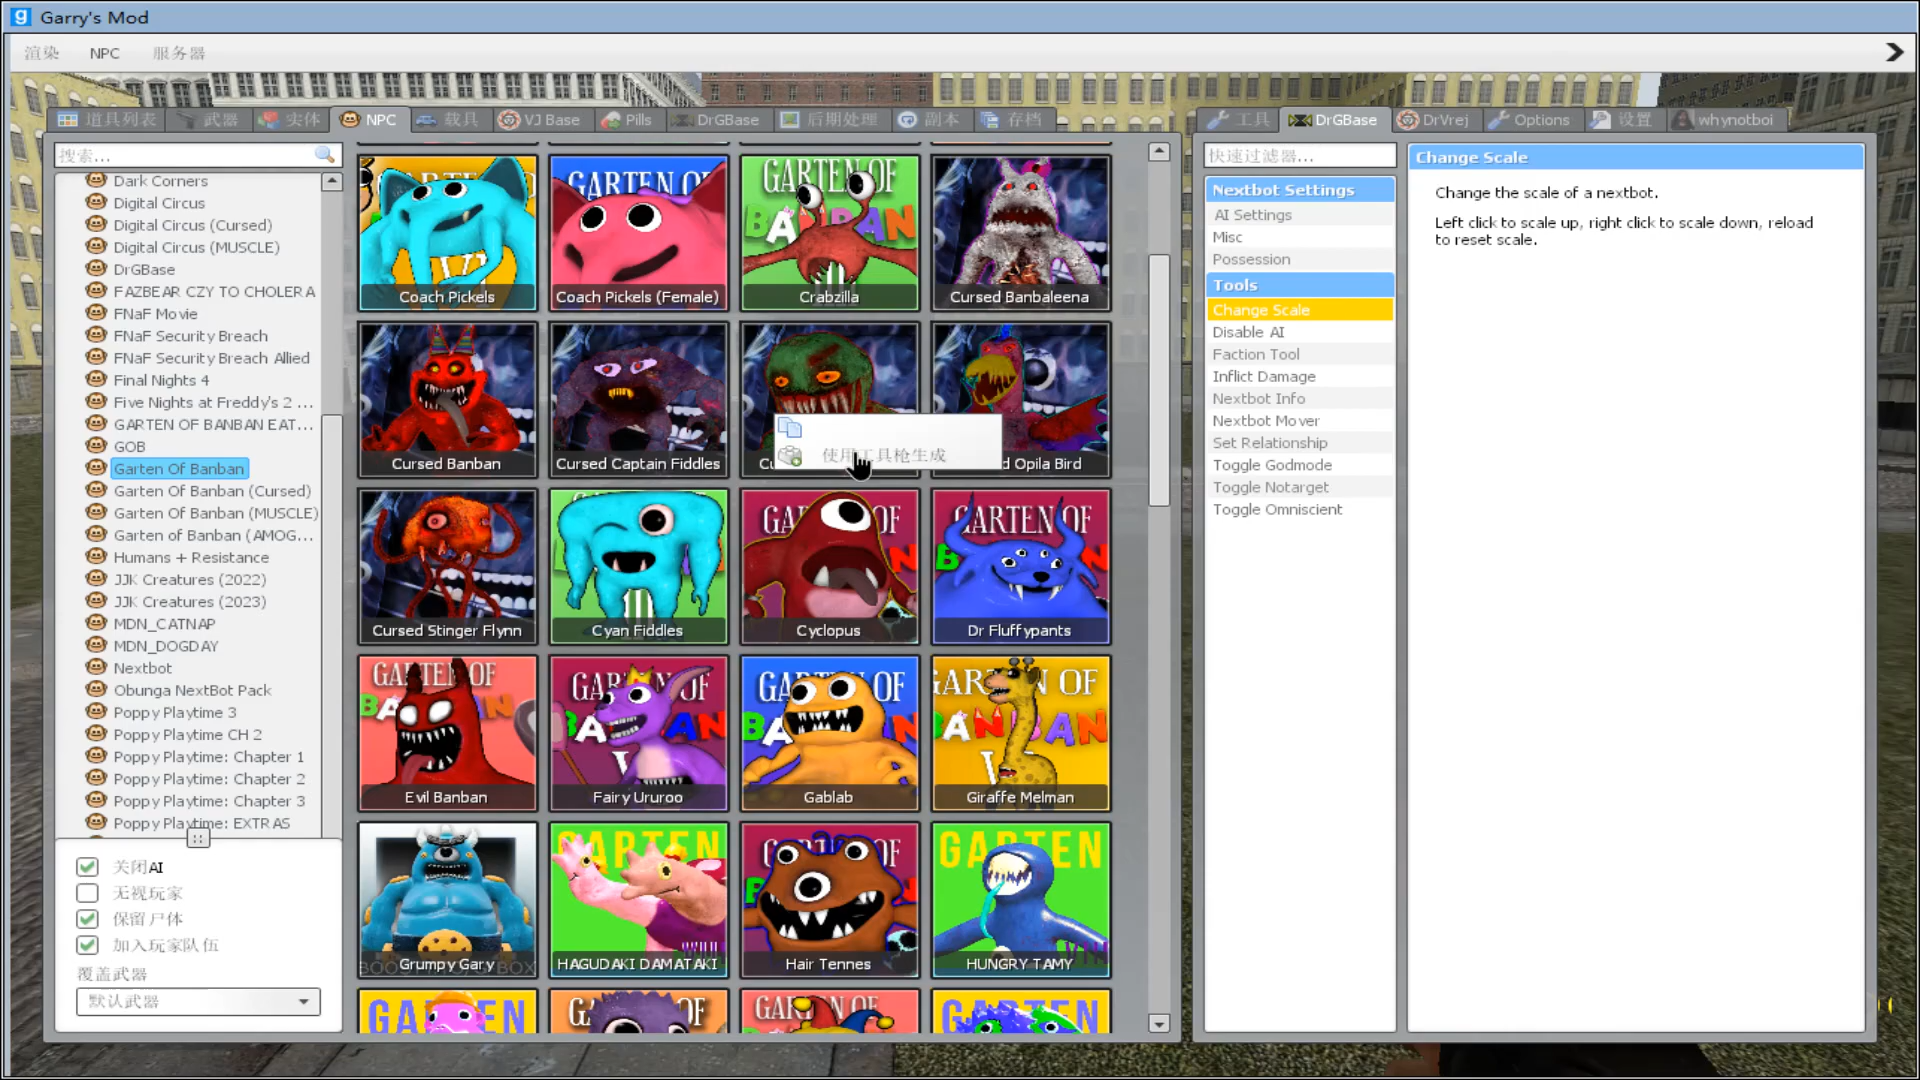 Garry's Mod
渲染 NPC 服务器
道具列表 武器 实体 NPC 载具 VJ Base Pills DrGBase 后期处理 副本 存档
工具 DrGBase DrVrej Options 设置 whynotboi
搜索...
Dark Corners
Digital Circus
Digital Circus (Cursed)
Digital Circus (MUSCLE)
DrGBase
FAZBEAR CZY TO CHOLERA
FNaF Movie
FNaF Security Breach
FNaF Security Breach Allied
Final Nights 4
Five Nights at Freddy's 2 ...
GARTEN OF BANBAN EAT...
GOB
Garten Of Banban
Garten Of Banban (Cursed)
Garten Of Banban (MUSCLE)
Garten of Banban (AMOG...
Humans + Resistance
JJK Creatures (2022)
JJK Creatures (2023)
MDN_CATNAP
MDN_DOGDAY
Nextbot
Obunga NextBot Pack
Poppy Playtime 3
Poppy Playtime CH 2
Poppy Playtime: Chapter 1
Poppy Playtime: Chapter 2
Poppy Playtime: Chapter 3
Poppy Playtime: EXTRAS
关闭AI
无视玩家
保留尸体
加入玩家队伍
覆盖武器
默认武器
Coach Pickels
Coach Pickels (Female)
Crabzilla
Cursed Banbaleena
Cursed Banban
Cursed Captain Fiddles
使用工具枪生成
Opila Bird
Cursed Stinger Flynn
Cyan Fiddles
Cyclopus
Dr Fluffypants
Evil Banban
Fairy Ururoo
Gablab
Giraffe Melman
Grumpy Gary
HAGUDAKI DAMATAKI
Hair Tennes
HUNGRY TAMY
快速过滤器...
Nextbot Settings
AI Settings
Misc
Possession
Tools
Change Scale
Disable AI
Faction Tool
Inflict Damage
Nextbot Info
Nextbot Mover
Set Relationship
Toggle Godmode
Toggle Notarget
Toggle Omniscient
Change Scale
Change the scale of a nextbot.
Left click to scale up, right click to scale down, reload
to reset scale.